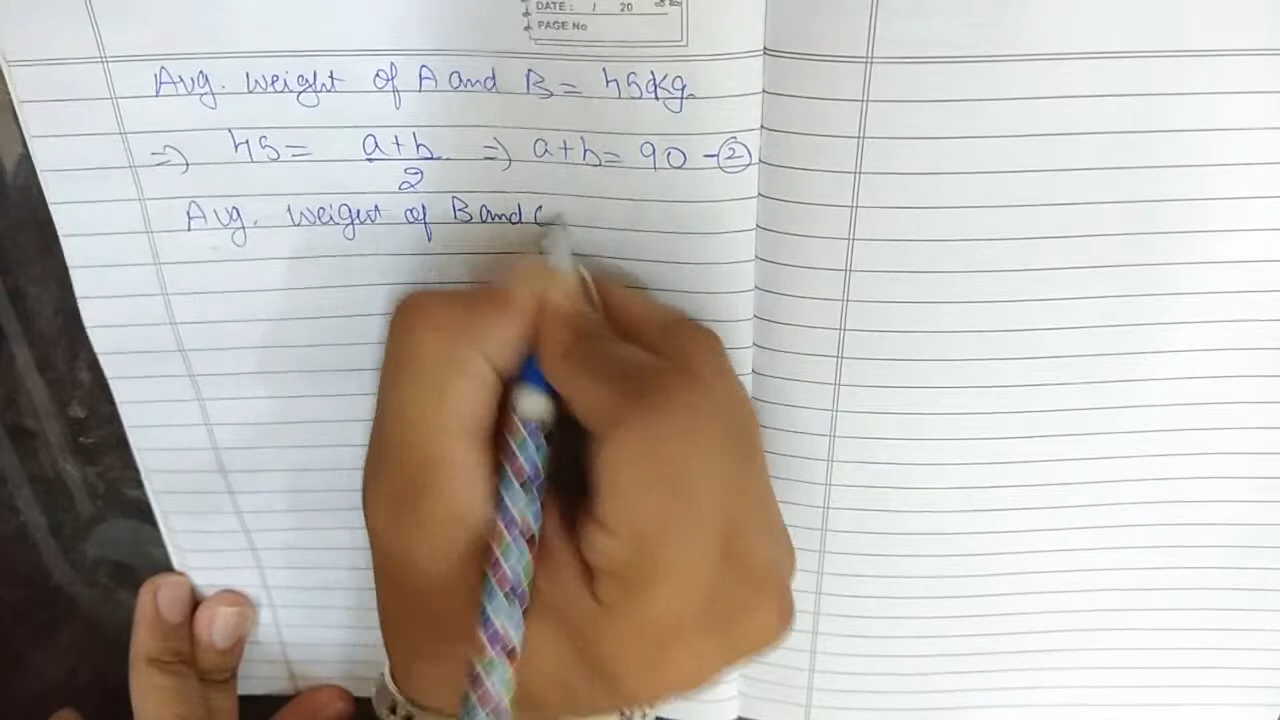 DATE: / 20
PAGE No
Avg. Weight of A and B = 45kg.
=> 45 = a+b/2 => a+b = 90 -②
Avg. Weight of B and C